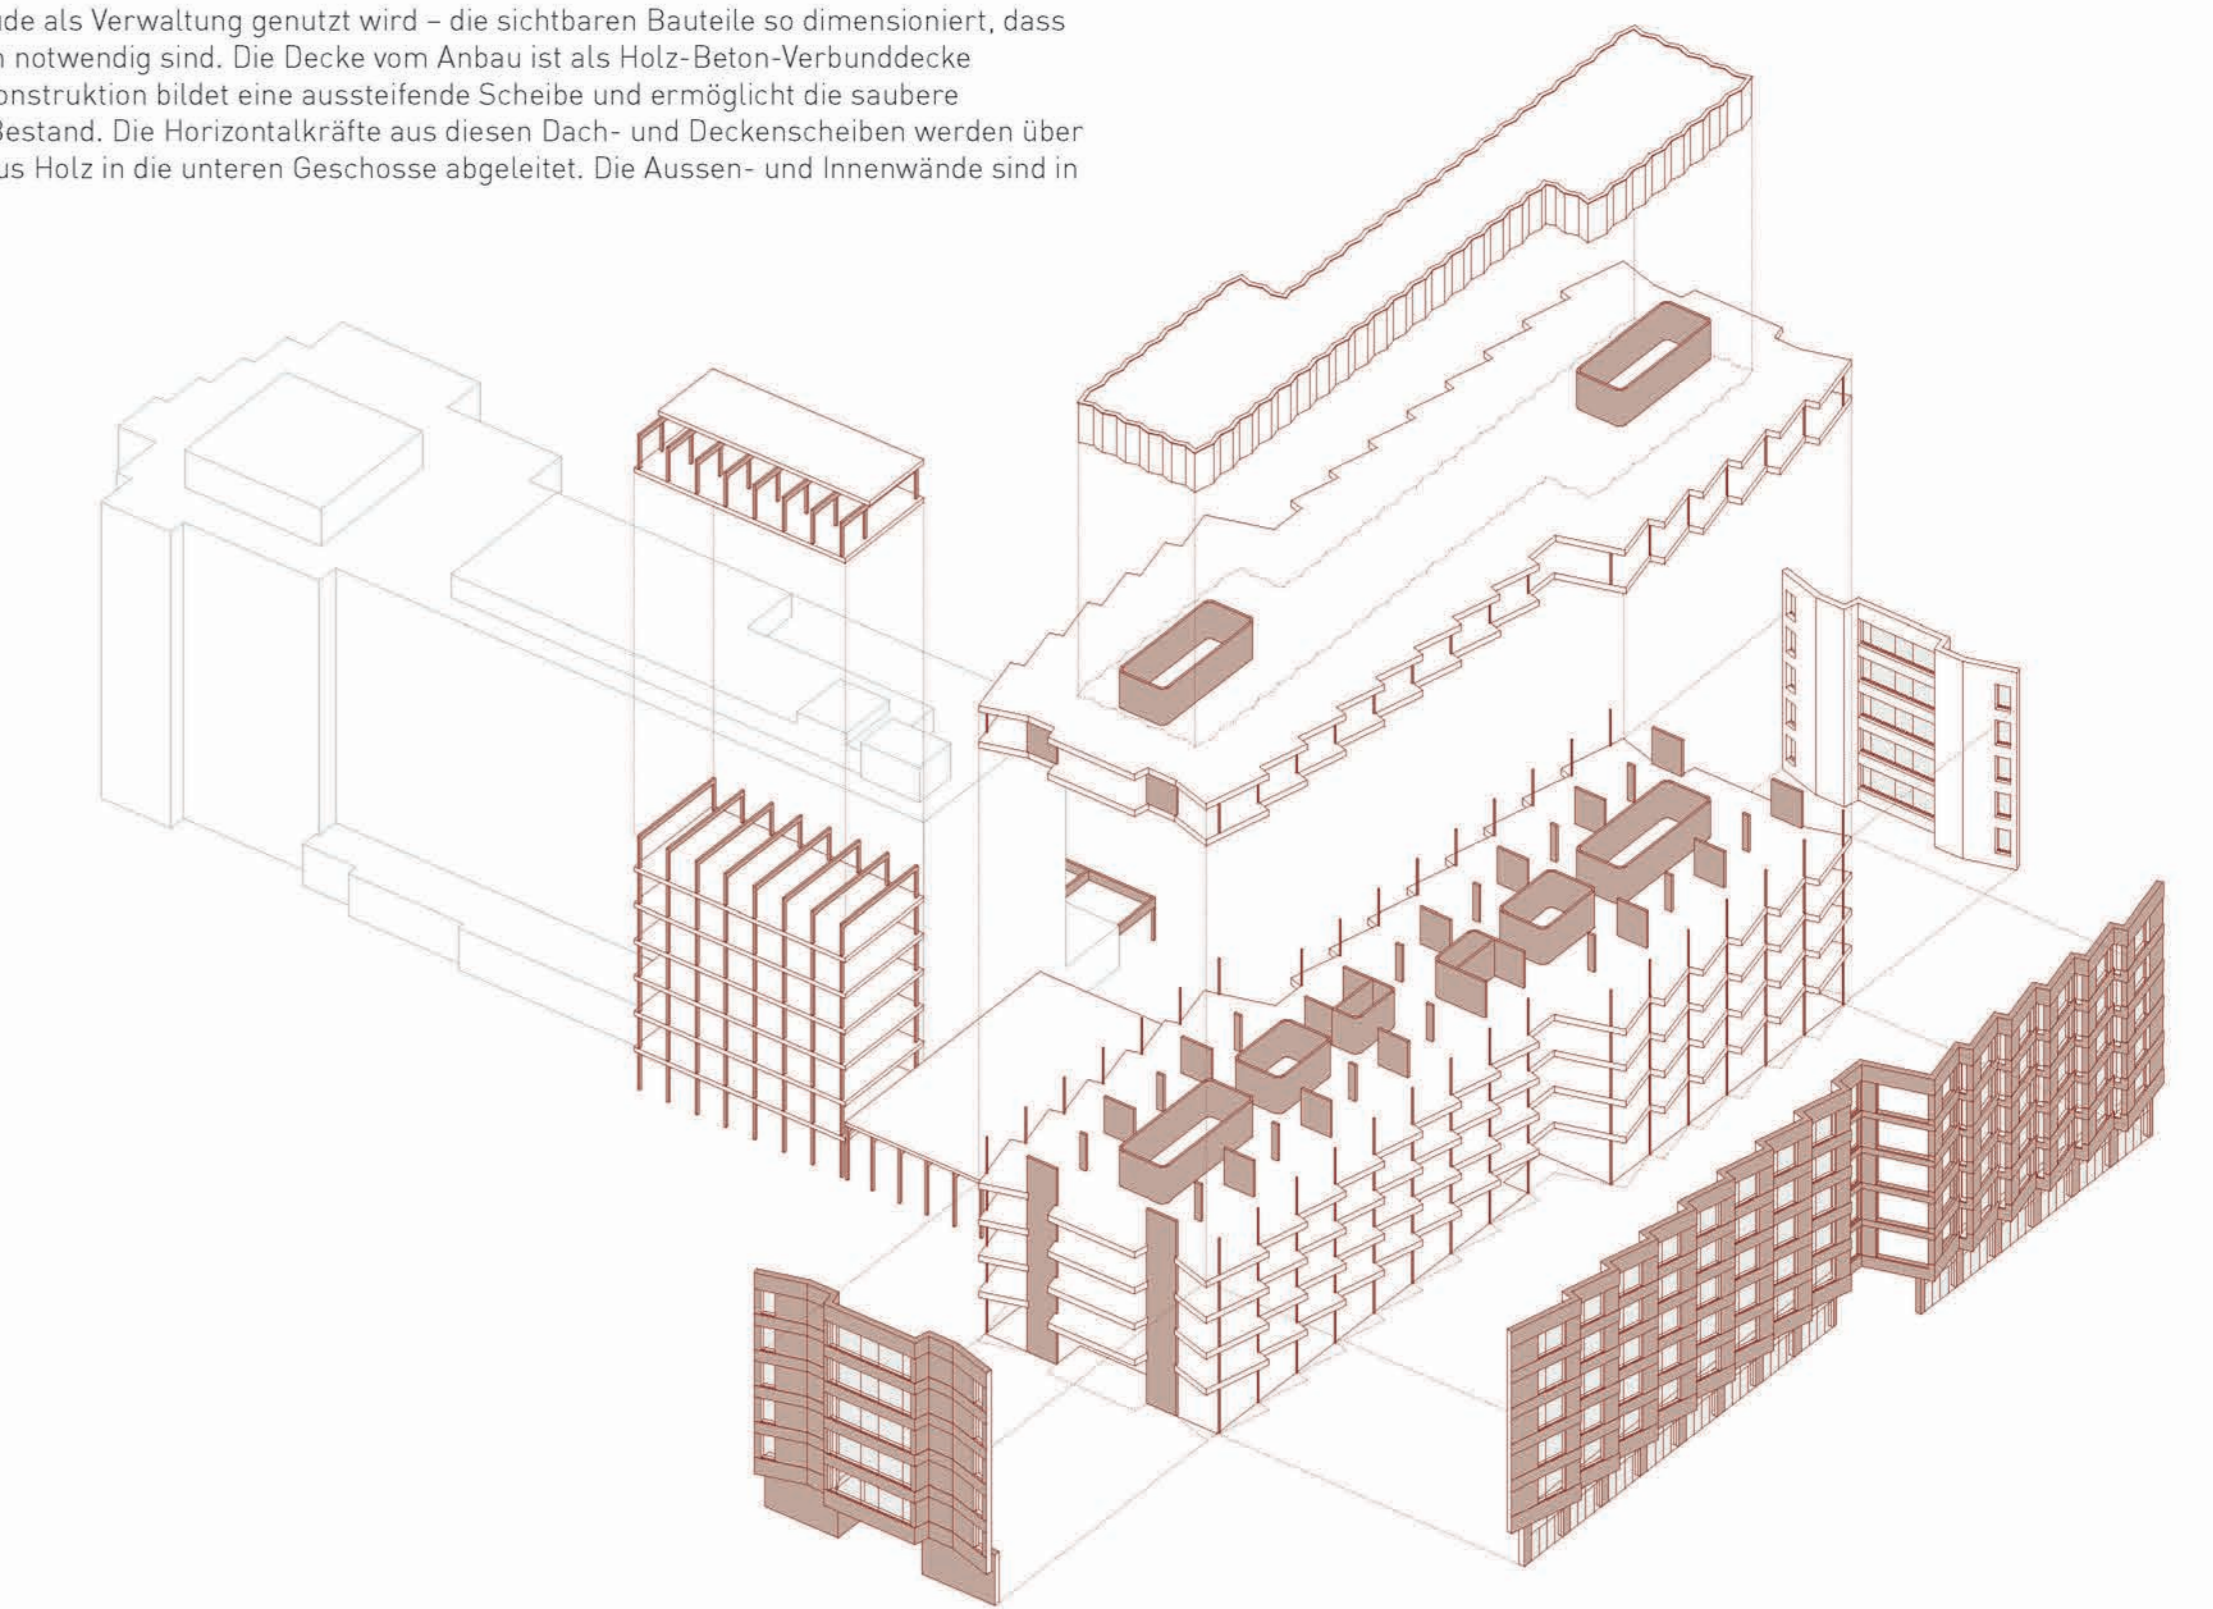 de als Verwaltung genutzt wird – die sichtbaren Bauteile so dimensioniert, dass
notwendig sind. Die Decke vom Anbau ist als Holz-Beton-Verbunddecke
onstruktion bildet eine aussteifende Scheibe und ermöglicht die saubere
Bestand. Die Horizontalkräfte aus diesen Dach- und Deckenscheiben werden über
us Holz in die unteren Geschosse abgeleitet. Die Aussen- und Innenwände sind in